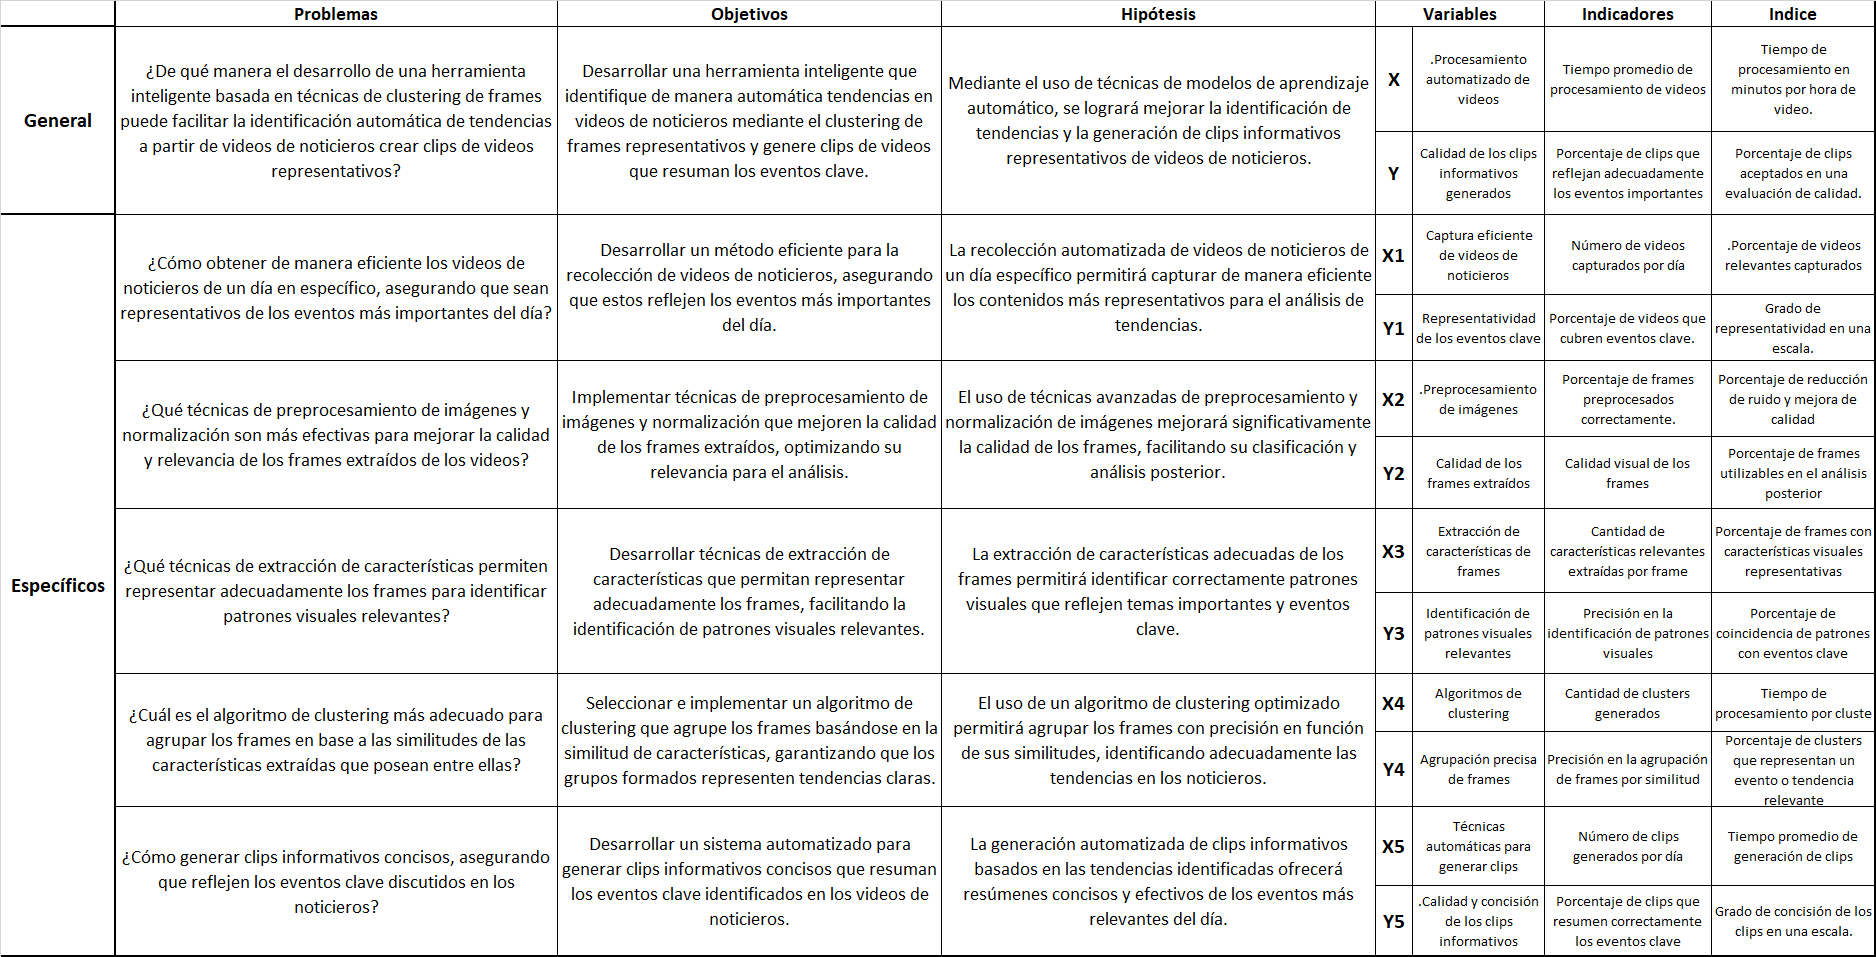 Problemas
Objetivos
Hipótesis
Variables
Indicadores
Indice
General
¿De qué manera el desarrollo de una herramienta
inteligente basada en técnicas de clustering de frames
puede facilitar la identificación automática de tendencias
a partir de videos de noticieros crear clips de videos
representativos?
Desarrollar una herramienta inteligente que
identifique de manera automática tendencias en
videos de noticieros mediante el clustering de
frames representativos y genere clips de videos
que resuman los eventos clave.
Mediante el uso de técnicas de modelos de aprendizaje
automático, se logrará mejorar la identificación de
tendencias y la generación de clips informativos
representativos de videos de noticieros.
X
.Procesamiento
automatizado de
videos
Tiempo promedio de
procesamiento de videos
Tiempo de
procesamiento en
minutos por hora de
video.
Y
Calidad de los clips
informativos
generados
Porcentaje de clips que
reflejan adecuadamente
los eventos importantes
Porcentaje de clips
aceptados en una
evaluación de calidad.
Específicos
¿Cómo obtener de manera eficiente los videos de
noticieros de un día en específico, asegurando que sean
representativos de los eventos más importantes del día?
Desarrollar un método eficiente para la
recolección de videos de noticieros, asegurando
que estos reflejen los eventos más importantes
del día.
La recolección automatizada de videos de noticieros de
un día específico permitirá capturar de manera eficiente
los contenidos más representativos para el análisis de
tendencias.
X1
Captura eficiente
de videos de
noticieros
Número de videos
capturados por día
.Porcentaje de videos
relevantes capturados
Y1
Representatividad
de los eventos clave
Porcentaje de videos que
cubren eventos clave.
Grado de
representatividad en una
escala.
¿Qué técnicas de preprocesamiento de imágenes y
normalización son más efectivas para mejorar la calidad
y relevancia de los frames extraídos de los videos?
Implementar técnicas de preprocesamiento de
imágenes y normalización que mejoren la calidad
de los frames extraídos, optimizando su
relevancia para el análisis.
El uso de técnicas avanzadas de preprocesamiento y
normalización de imágenes mejorará significativamente
la calidad de los frames, facilitando su clasificación y
análisis posterior.
X2
.Preprocesamiento
de imágenes
Porcentaje de frames
preprocesados
correctamente.
Porcentaje de reducción
de ruido y mejora de
calidad
Y2
Calidad de los
frames extraídos
Calidad visual de los
frames
Porcentaje de frames
utilizables en el análisis
posterior
¿Qué técnicas de extracción de características permiten
representar adecuadamente los frames para identificar
patrones visuales relevantes?
Desarrollar técnicas de extracción de
características que permitan representar
adecuadamente los frames, facilitando la
identificación de patrones visuales relevantes.
La extracción de características adecuadas de los
frames permitirá identificar correctamente patrones
visuales que reflejen temas importantes y eventos
clave.
X3
Extracción de
características de
frames
Cantidad de
características relevantes
extraídas por frame
Porcentaje de frames con
características visuales
representativas
Y3
Identificación de
patrones visuales
relevantes
Precisión en la
identificación de patrones
visuales
Porcentaje de
coincidencia de patrones
con eventos clave
¿Cuál es el algoritmo de clustering más adecuado para
agrupar los frames en base a las similitudes de las
características extraídas que posean entre ellas?
Seleccionar e implementar un algoritmo de
clustering que agrupe los frames basándose en la
similitud de características, garantizando que los
grupos formados representen tendencias claras.
El uso de un algoritmo de clustering optimizado
permitirá agrupar los frames con precisión en función
de sus similitudes, identificando adecuadamente las
tendencias en los noticieros.
X4
Algoritmos de
clustering
Cantidad de clusters
generados
Tiempo de
procesamiento por cluste
Y4
Agrupación precisa
de frames
Precisión en la agrupación
de frames por similitud
Porcentaje de clusters
que representan un
evento o tendencia
relevante
¿Cómo generar clips informativos concisos, asegurando
que reflejen los eventos clave discutidos en los
noticieros?
Desarrollar un sistema automatizado para
generar clips informativos concisos que resuman
los eventos clave identificados en los videos de
noticieros.
La generación automatizada de clips informativos
basados en las tendencias identificadas ofrecerá
resúmenes concisos y efectivos de los eventos más
relevantes del día.
X5
Técnicas
automáticas para
generar clips
Número de clips
generados por día
Tiempo promedio de
generación de clips
Y5
.Calidad y concisión
de los clips
informativos
Porcentaje de clips que
resumen correctamente
los eventos clave
Grado de concisión de los
clips en una escala.